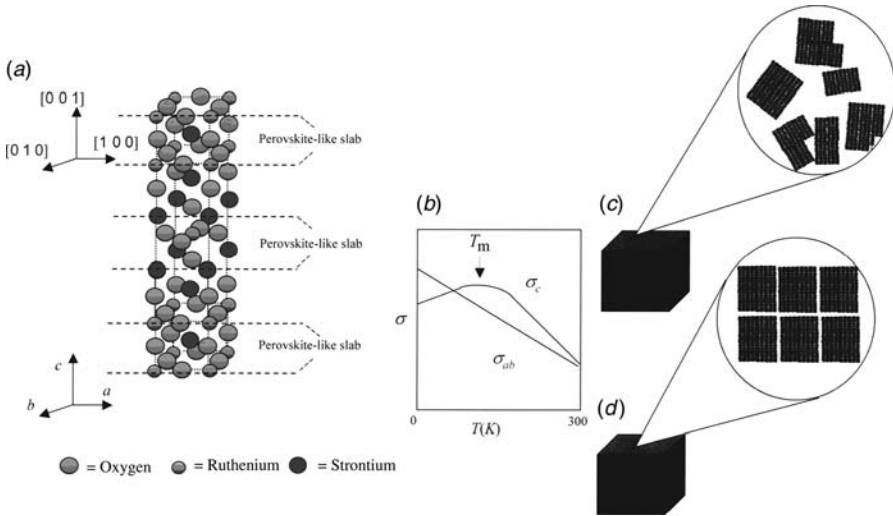 (a)
[0 0 1]
[0 1 0]
[1 0 0]
Perovskite-like slab
Perovskite-like slab
Perovskite-like slab
c
b
a
= Oxygen = Ruthenium = Strontium
(b)
Tm
σc
σ
σab
0
300
T(K)
(c)
(d)